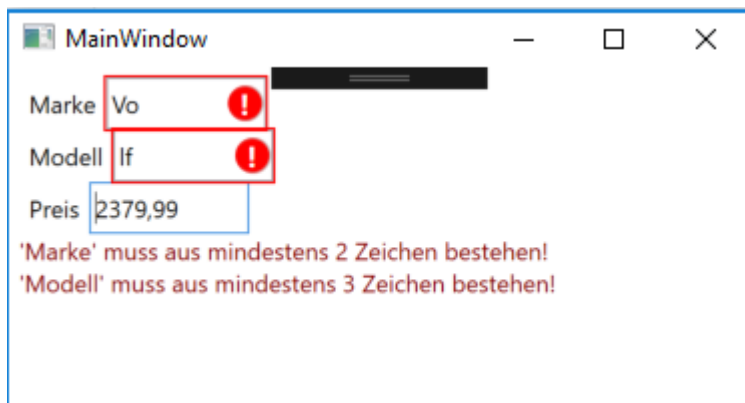 MainWindow
Marke Vo
Modell lf
Preis 2379,99
'Marke' muss aus mindestens 2 Zeichen bestehen!
'Modell' muss aus mindestens 3 Zeichen bestehen!